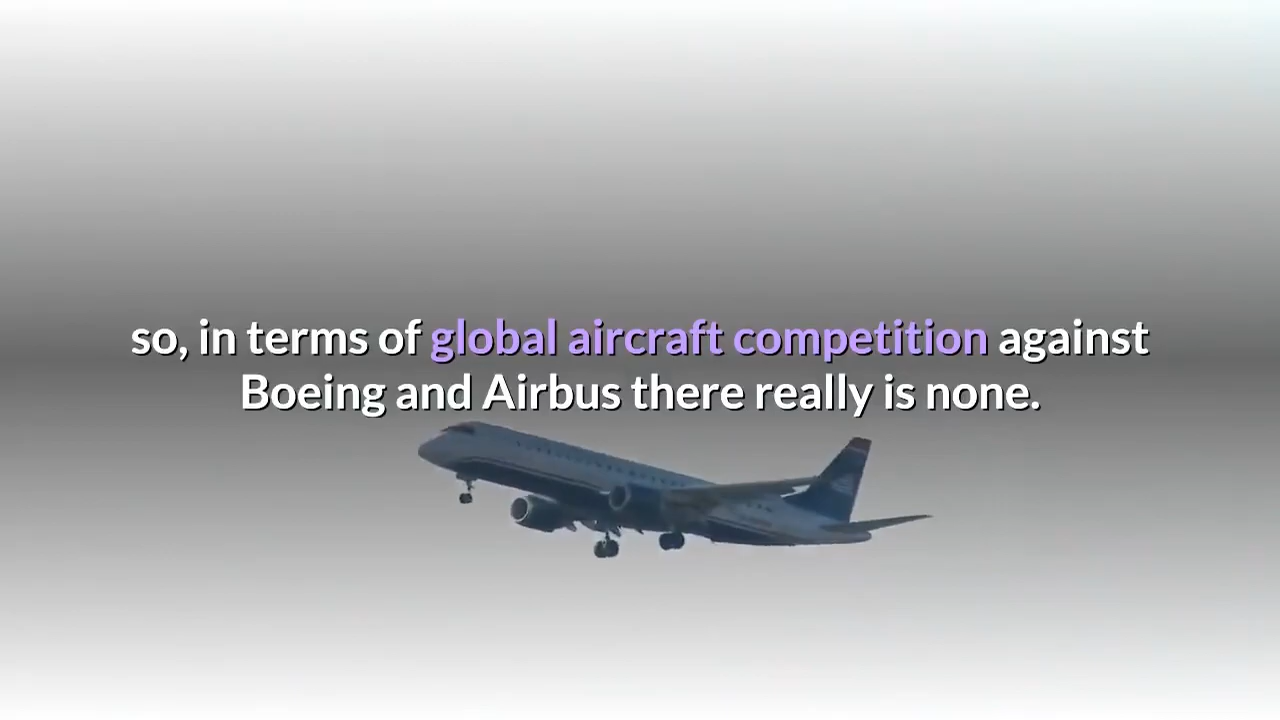 so, in terms of global aircraft competition against
Boeing and Airbus there really is none.